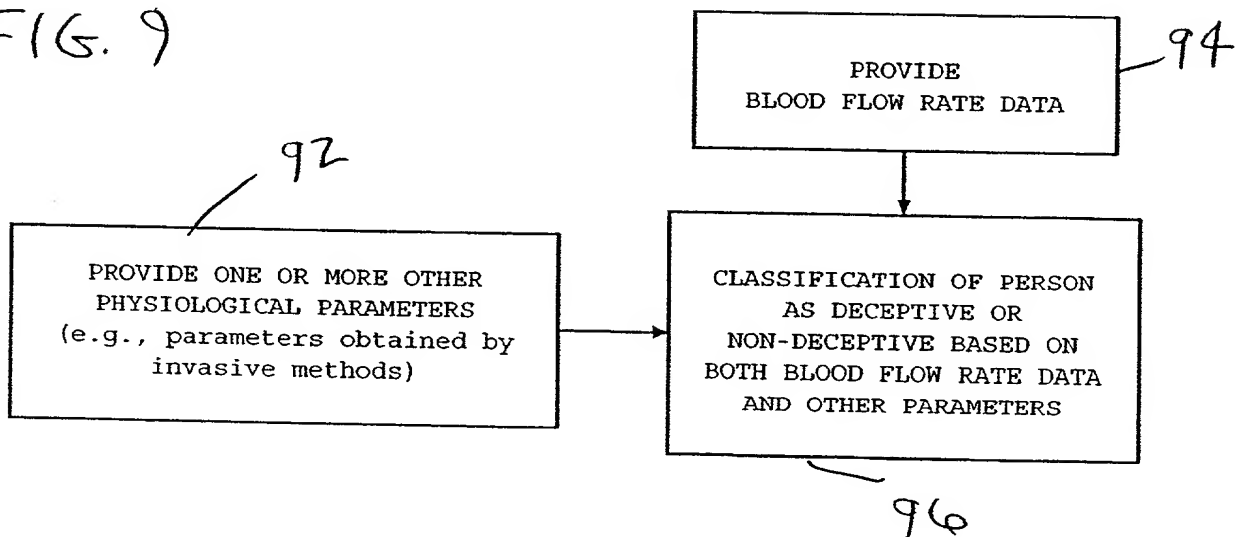 FIG. 9
94
PROVIDE
BLOOD FLOW RATE DATA
92
PROVIDE ONE OR MORE OTHER
PHYSIOLOGICAL PARAMETERS
(e.g., parameters obtained by
invasive methods)
CLASSIFICATION OF PERSON
AS DECEPTIVE OR
NON-DECEPTIVE BASED ON
BOTH BLOOD FLOW RATE DATA
AND OTHER PARAMETERS
96